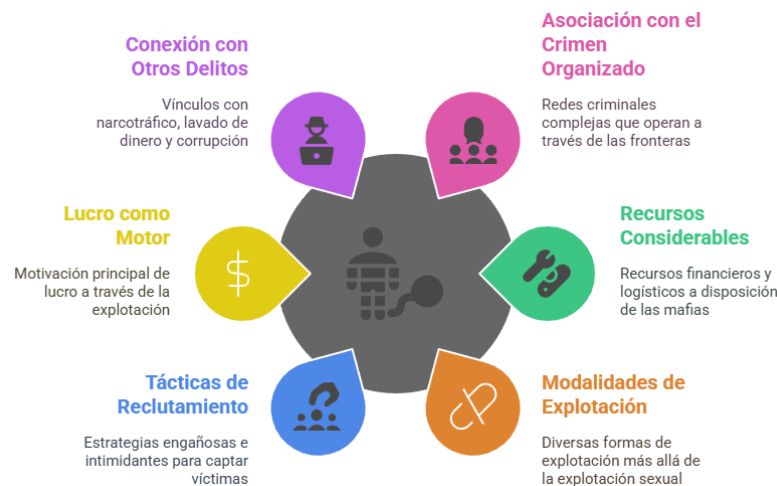 Conexión con
Otros Delitos
Vínculos con
narcotráfico, lavado de
dinero y corrupción
Asociación con el
Crimen
Organizado
Redes criminales
complejas que operan a
través de las fronteras
Lucro como
Motor
Motivación principal de
lucro a través de la
explotación
Recursos
Considerables
Recursos financieros y
logísticos a disposición
de las mafias
Tácticas de
Reclutamiento
Estrategias engañosas e
intimidantes para captar
víctimas
Modalidades de
Explotación
Diversas formas de
explotación más allá de
la explotación sexual